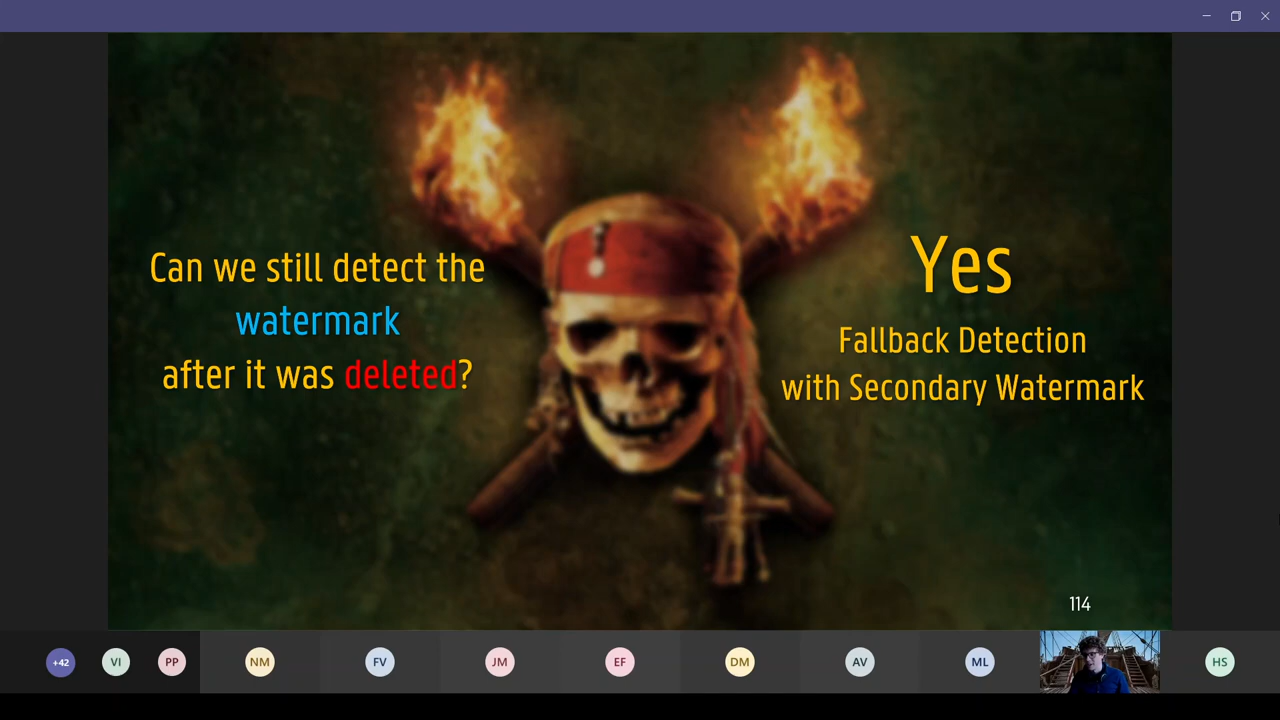 Can we still detect the
watermark
after it was deleted?
Yes
Fallback Detection
with Secondary Watermark
114
+42
VI
PP
NM
FV
JM
EF
DM
AV
ML
HS